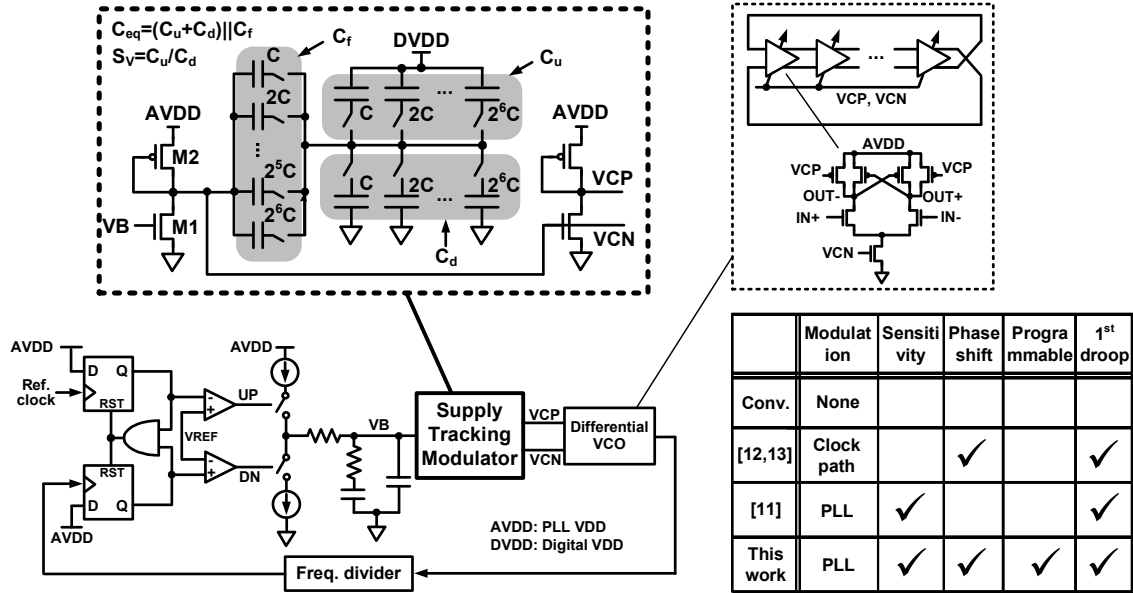 Ceq=(Cu+Cd)||Cf
SV=Cu/Cd
Cf
C
2C
...
2⁵C
2⁶C
DVDD
Cu
C
2C
...
2⁶C
C
2C
...
2⁶C
Cd
AVDD
M2
VB
M1
AVDD
VCP
VCN
...
VCP, VCN
AVDD
VCP
VCP
OUT-
OUT+
IN+
IN-
VCN
AVDD
D
Q
Ref.
clock
RST
RST
D
Q
AVDD
-
+
UP
VREF
-
+
DN
AVDD
VB
Supply
Tracking
Modulator
VCP
VCN
Differential
VCO
AVDD: PLL VDD
DVDD: Digital VDD
Freq. divider
Modulat
ion
Sensiti
vity
Phase
shift
Progra
mmable
1st
droop
Conv.
None
[12,13]
Clock
path
✓
✓
[11]
PLL
✓
✓
This
work
PLL
✓
✓
✓
✓